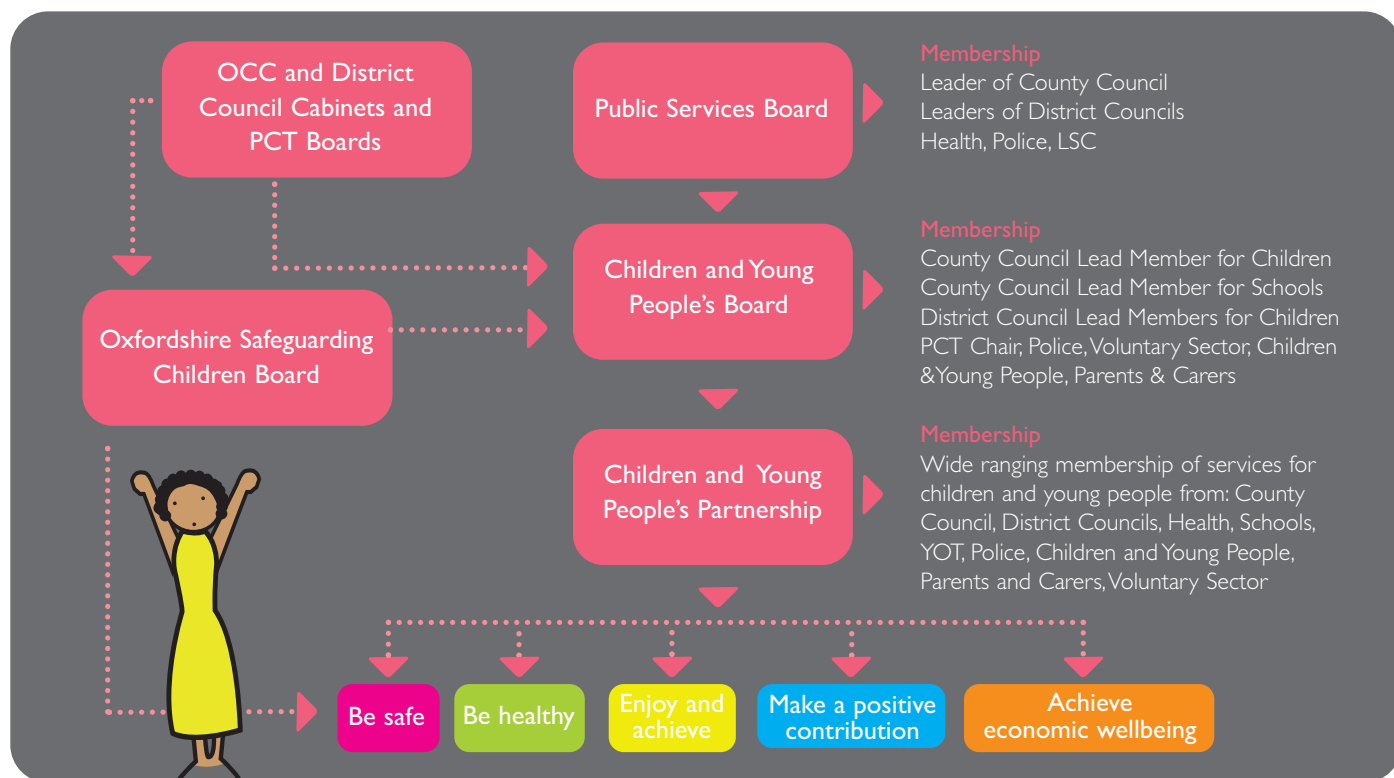 OCC and District
Council Cabinets and
PCT Boards
Public Services Board
Membership
Leader of County Council
Leaders of District Councils
Health, Police, LSC
Oxfordshire Safeguarding
Children Board
Children and Young
People's Board
Membership
County Council Lead Member for Children
County Council Lead Member for Schools
District Council Lead Members for Children
PCT Chair, Police, Voluntary Sector, Children
& Young People, Parents & Carers
Children and Young
People's Partnership
Membership
Wide ranging membership of services for
children and young people from: County
Council, District Councils, Health, Schools,
YOT, Police, Children and Young People,
Parents and Carers, Voluntary Sector
Be safe
Be healthy
Enjoy and
achieve
Make a positive
contribution
Achieve
economic wellbeing